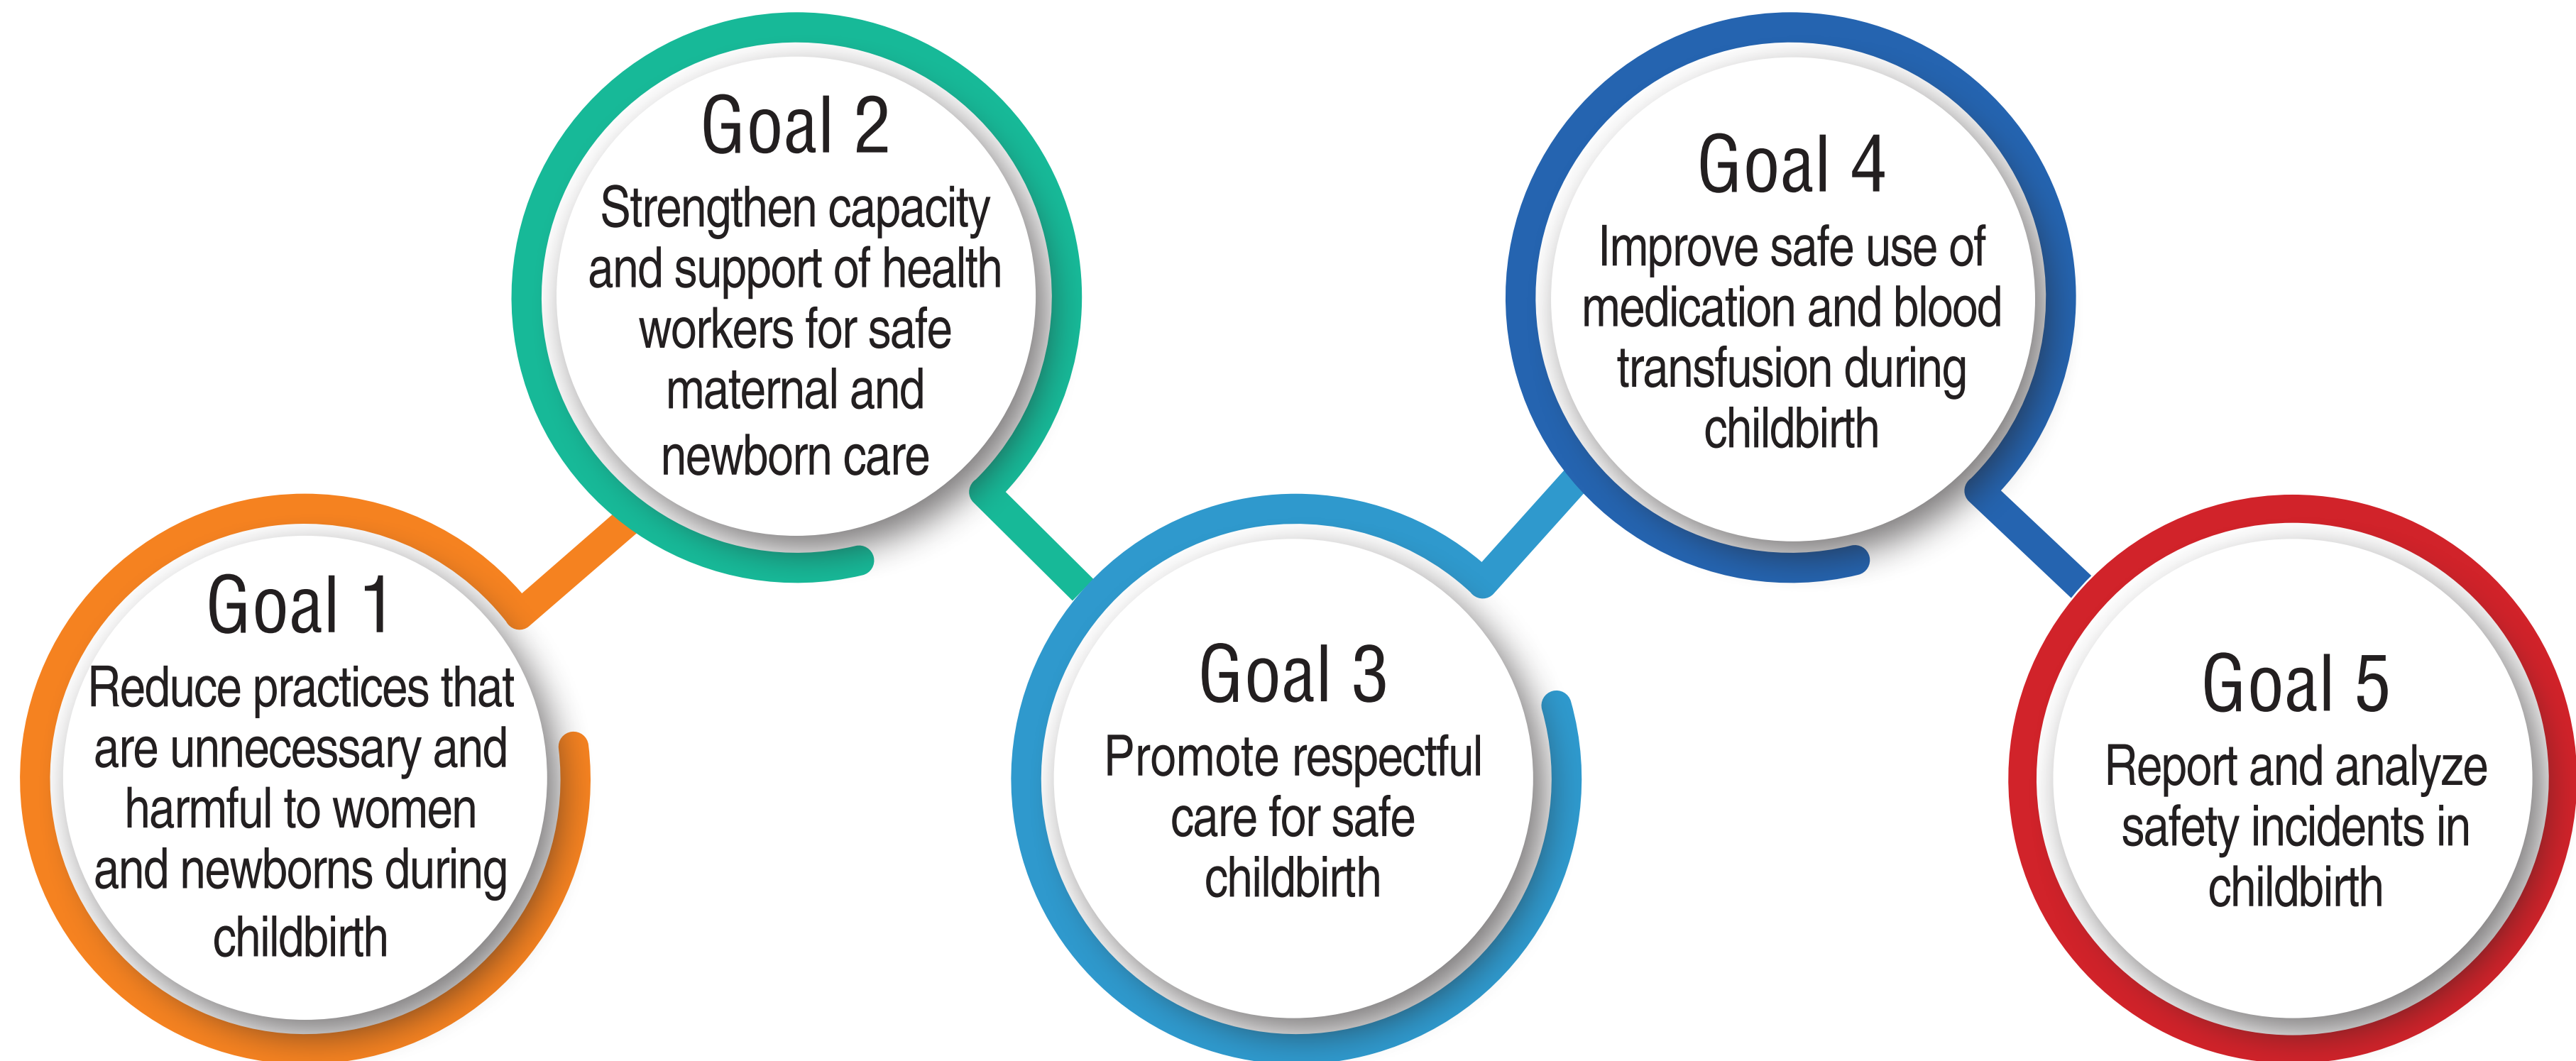 Goal 1
Reduce practices that
are unnecessary and
harmful to women
and newborns during
childbirth
Goal 2
Strengthen capacity
and support of health
workers for safe
maternal and
newborn care
Goal 3
Promote respectful
care for safe
childbirth
Goal 4
Improve safe use of
medication and blood
transfusion during
childbirth
Goal 5
Report and analyze
safety incidents in
childbirth